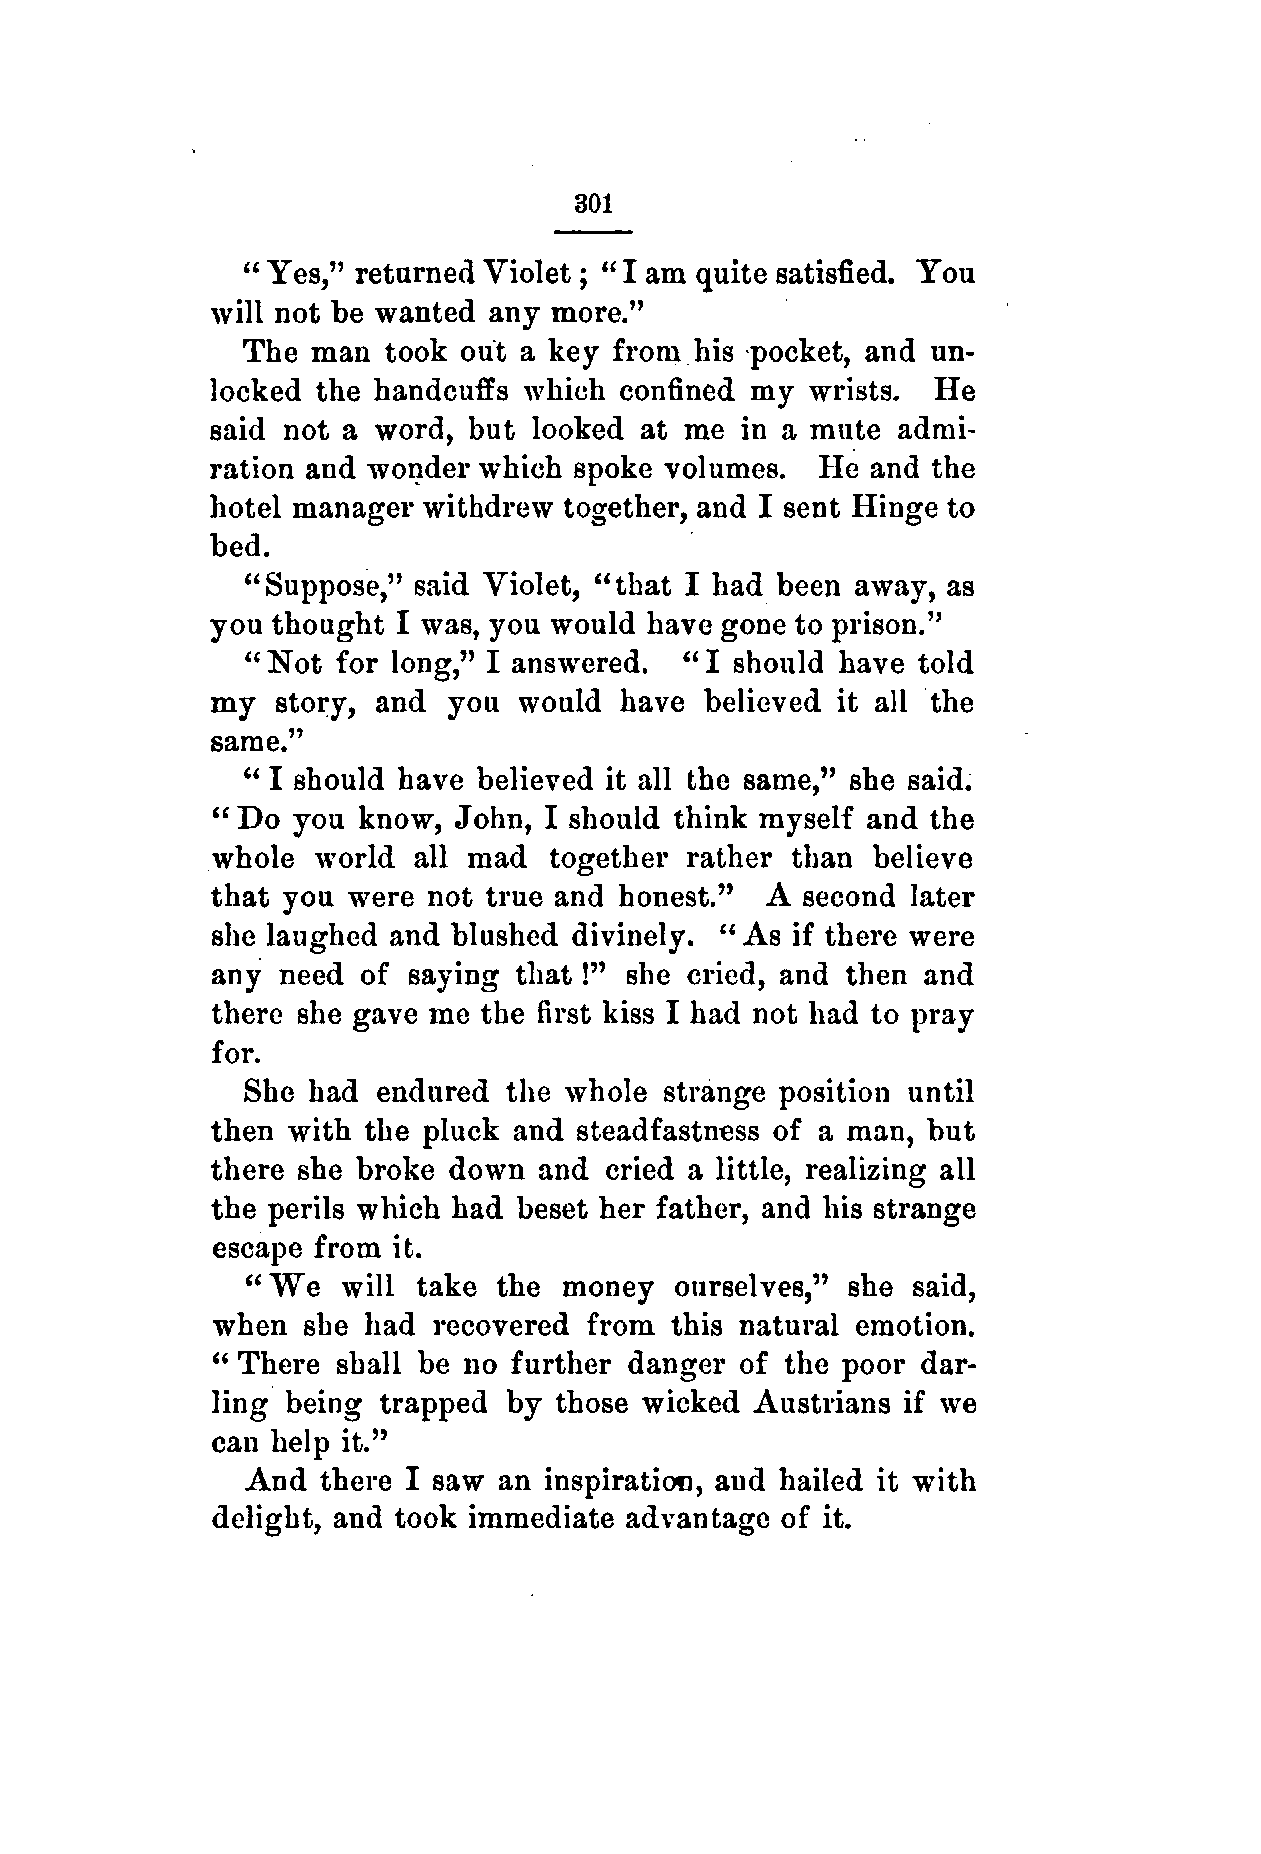 301
“Yes,” returned Violet; “I am quite satisfied. You
will not be wanted any more.”
The man took out a key from his pocket, and un-
locked the handcuffs which confined my wrists. He
said not a word, but looked at me in a mute admi-
ration and wonder which spoke volumes. He and the
hotel manager withdrew together, and I sent Hinge to
bed.
“Suppose,” said Violet, “that I had been away, as
you thought I was, you would have gone to prison.”
“Not for long,” I answered. “I should have told
my story, and you would have believed it all the
same.”
“I should have believed it all the same,” she said.
“Do you know, John, I should think myself and the
whole world all mad together rather than believe
that you were not true and honest.” A second later
she laughed and blushed divinely. “As if there were
any need of saying that!” she cried, and then and
there she gave me the first kiss I had not had to pray
for.
She had endured the whole strange position until
then with the pluck and steadfastness of a man, but
there she broke down and cried a little, realizing all
the perils which had beset her father, and his strange
escape from it.
“We will take the money ourselves,” she said,
when she had recovered from this natural emotion.
“There shall be no further danger of the poor dar-
ling being trapped by those wicked Austrians if we
can help it.”
And there I saw an inspiration, and hailed it with
delight, and took immediate advantage of it.